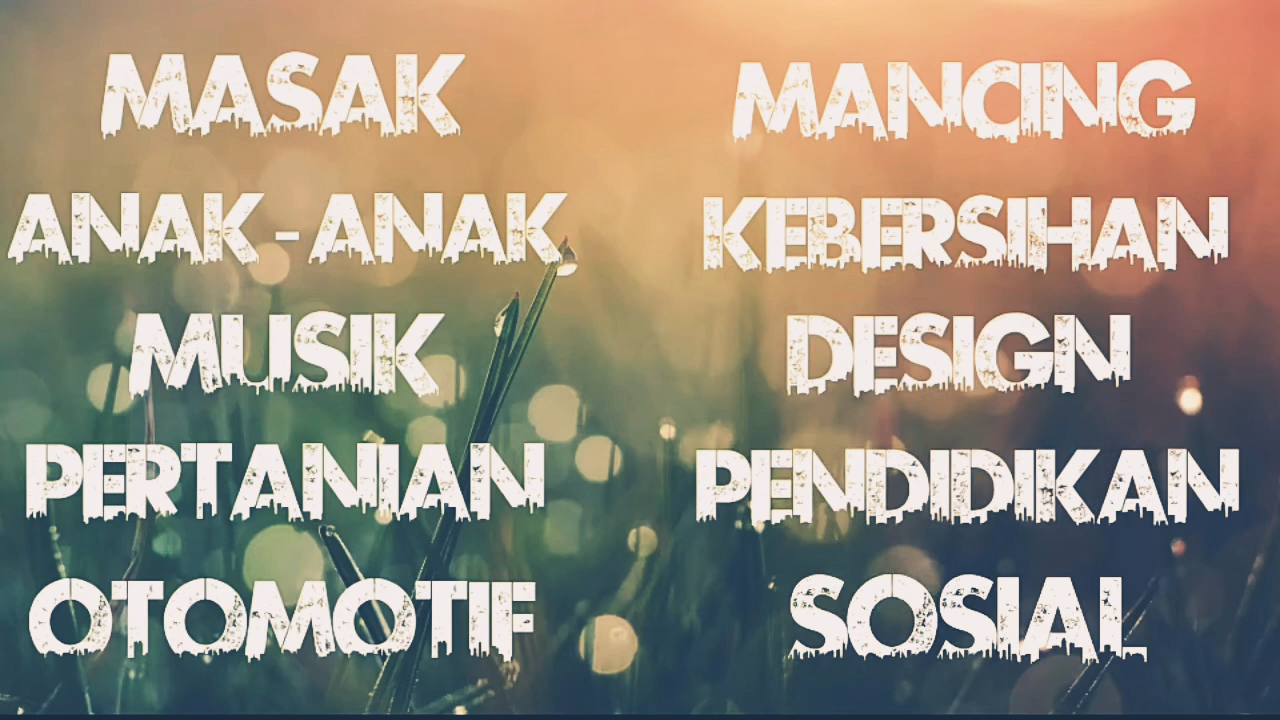 MASAK
MANCING
ANAK - ANAK
KEBERSIHAN
MUSIK
DESIGN
PERTANIAN
PENDIDIKAN
OTOMOTIF
SOSIAL